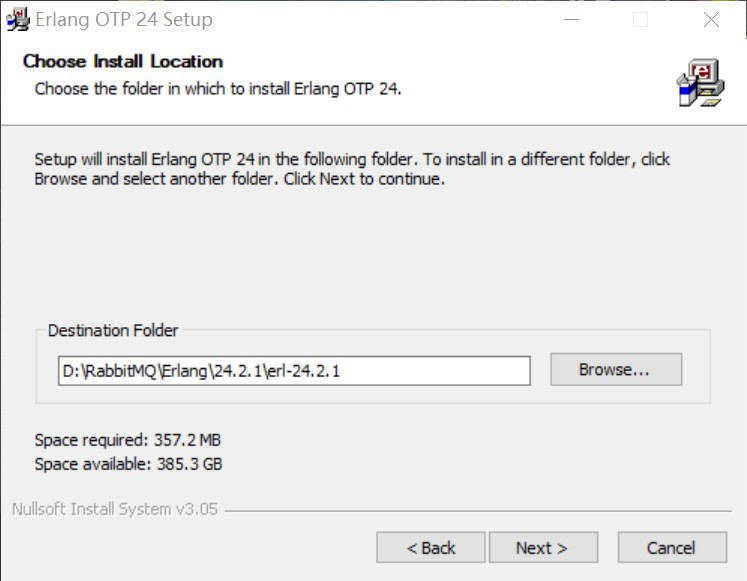 Erlang OTP 24 Setup
Choose Install Location
Choose the folder in which to install Erlang OTP 24.
Setup will install Erlang OTP 24 in the following folder. To install in a different folder, click
Browse and select another folder. Click Next to continue.
Destination Folder
D:\RabbitMQ\Erlang\24.2.1\erl-24.2.1
Browse...
Space required: 357.2 MB
Space available: 385.3 GB
Nullsoft Install System v3.05
< Back
Next >
Cancel